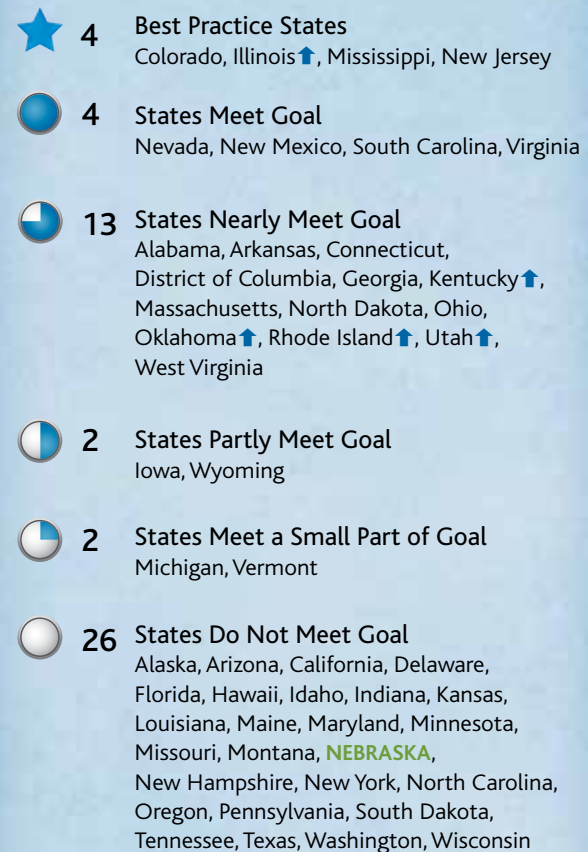 4 Best Practice States
Colorado, Illinois⬆, Mississippi, New Jersey
4 States Meet Goal
Nevada, New Mexico, South Carolina, Virginia
13 States Nearly Meet Goal
Alabama, Arkansas, Connecticut,
District of Columbia, Georgia, Kentucky⬆,
Massachusetts, North Dakota, Ohio,
Oklahoma⬆, Rhode Island⬆, Utah⬆,
West Virginia
2 States Partly Meet Goal
Iowa, Wyoming
2 States Meet a Small Part of Goal
Michigan, Vermont
26 States Do Not Meet Goal
Alaska, Arizona, California, Delaware,
Florida, Hawaii, Idaho, Indiana, Kansas,
Louisiana, Maine, Maryland, Minnesota,
Missouri, Montana, NEBRASKA,
New Hampshire, New York, North Carolina,
Oregon, Pennsylvania, South Dakota,
Tennessee, Texas, Washington, Wisconsin